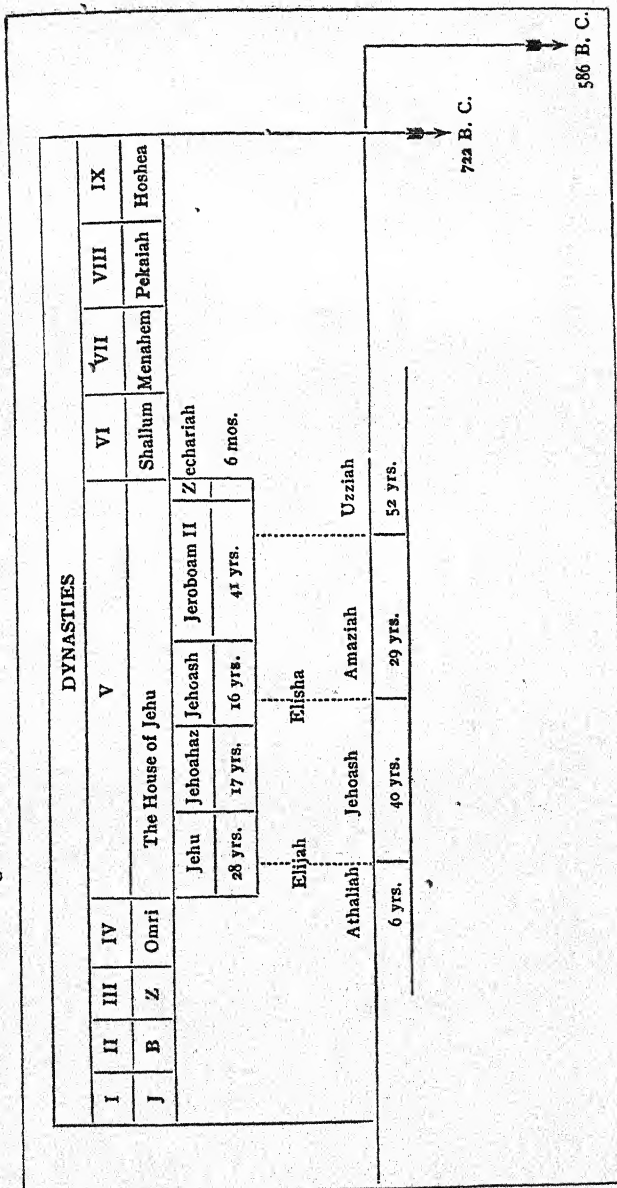 DYNASTIES
I II III IV V VI VII VIII IX
J B Z Omri The House of Jehu Shallum Menahem Pekaiah Hoshea
Jehu Jehoahaz Jehoash Jeroboam II Zechariah
28 yrs. 17 yrs. 16 yrs. 41 yrs. 6 mos.
Elijah Elisha
Athaliah Jehoash Amaziah Uzziah
6 yrs. 40 yrs. 29 yrs. 52 yrs.
722 B. C.
586 B. C.